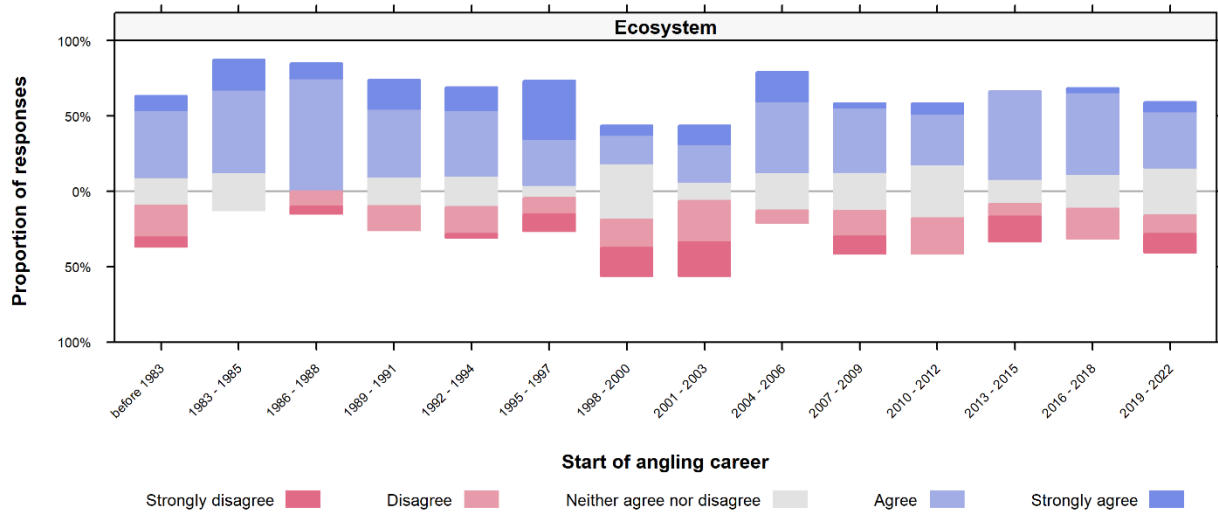 Ecosystem
100%
50%
0%
50%
100%
Proportion of responses
before 1983
1983 - 1985
1986 - 1988
1989 - 1991
1992 - 1994
1995 - 1997
1998 - 2000
2001 - 2003
2004 - 2006
2007 - 2009
2010 - 2012
2013 - 2015
2016 - 2018
2019 - 2022
Start of angling career
Strongly disagree
Disagree
Neither agree nor disagree
Agree
Strongly agree